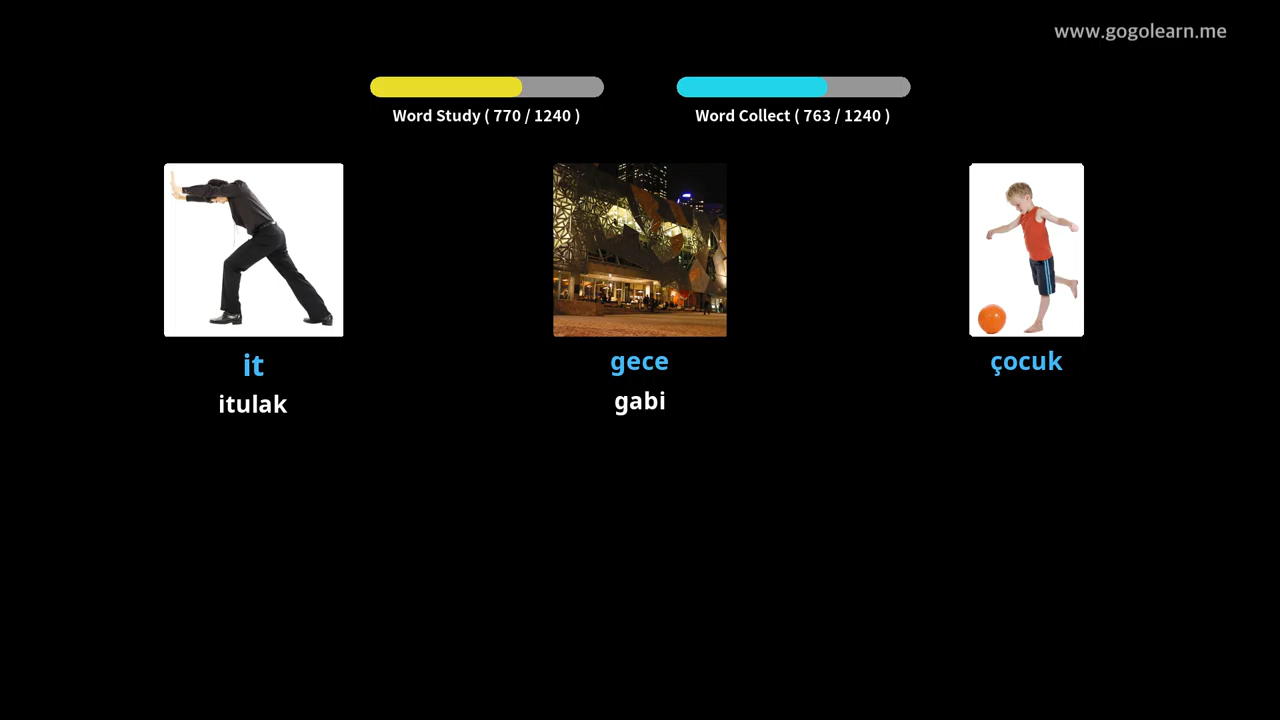 www.gogolearn.me
Word Study ( 770 / 1240 )
Word Collect ( 763 / 1240 )
it
gece
çocuk
itulak
gabi